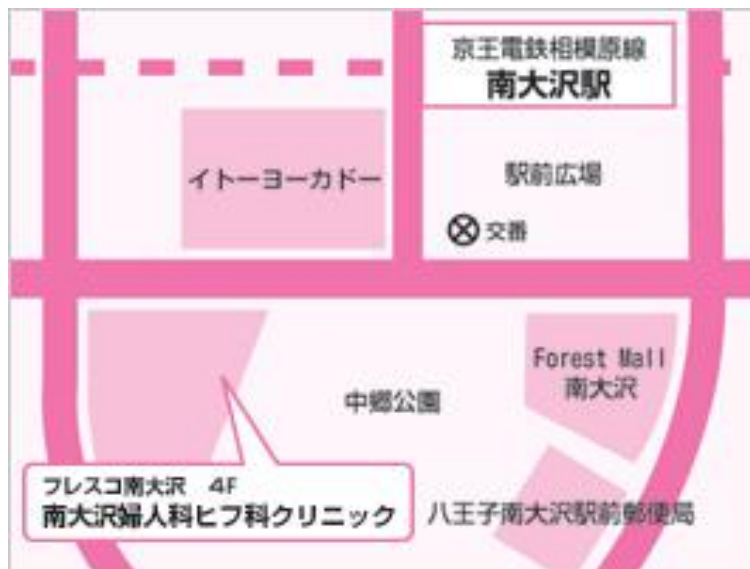 京王電鉄相模原線
南大沢駅
イトーヨーカドー
駅前広場
交番
Forest Mall
南大沢
中郷公園
フレスコ南大沢 4F
南大沢婦人科ヒフ科クリニック
八王子南大沢駅前郵便局